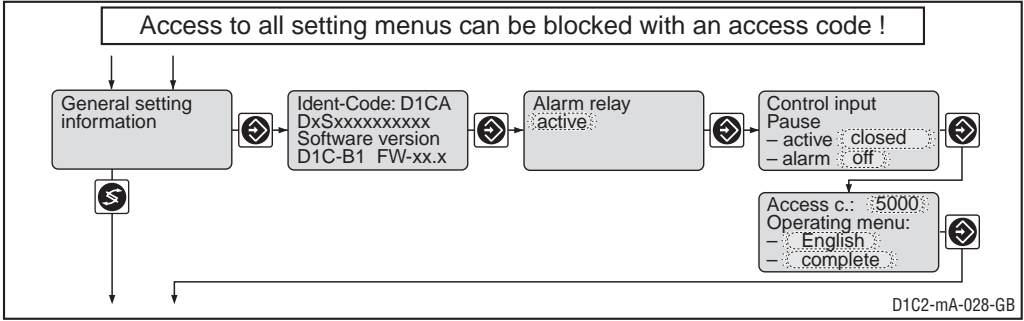 Access to all setting menus can be blocked with an access code !
General setting
information
Ident-Code: D1CA
DxSxxxxxxxxxx
Software version
D1C-B1 FW-xx.x
Alarm relay
active
Control input
Pause
– active closed
– alarm off
Access c.: 5000
Operating menu:
– English
– complete
D1C2-mA-028-GB